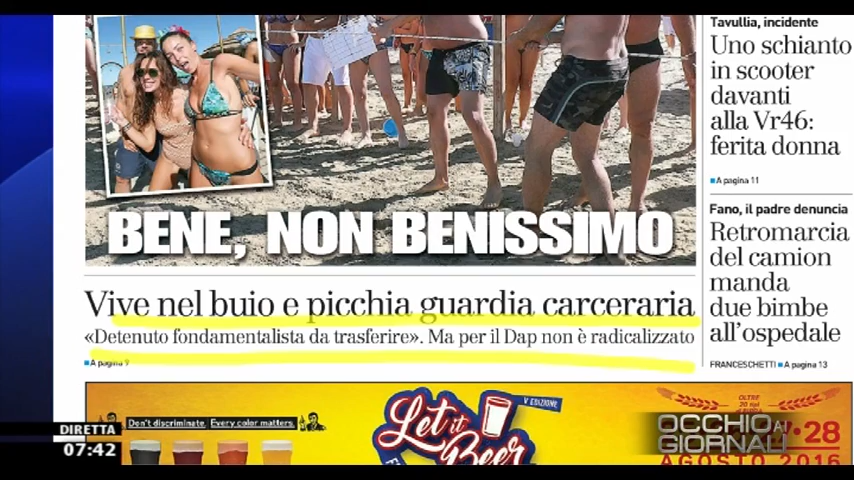 BENE, NON BENISSIMO
Vive nel buio e picchia guardia carceraria
«Detenuto fondamentalista da trasferire». Ma per il Dap non è radicalizzato
A pagina 9
Tavullia, incidente
Uno schianto
in scooter
davanti
alla Vr46:
ferita donna
A pagina 11
Fano, il padre denuncia
Retromarcia
del camion
manda
due bimbe
all'ospedale
FRANCESCHETTI A pagina 13
Don't discriminate. Every color matters.
Let it
Beer
V EDIZIONE
OLTRE
28
AGOSTO 2016
OCCHIO AI
GIORNALI
DIRETTA
07:42